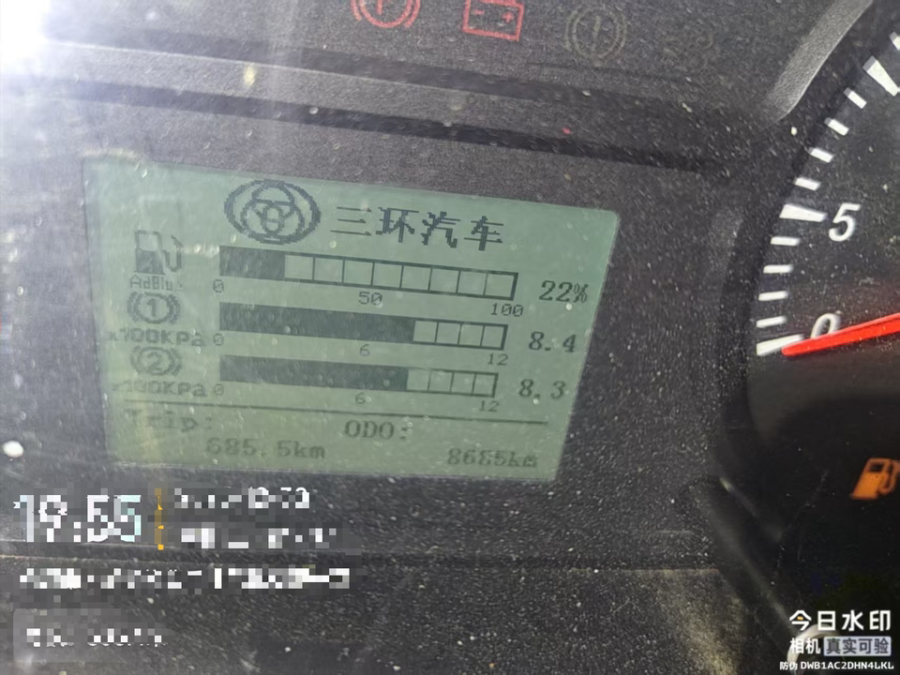 三环汽车
AdBlue
0 50 100 22%
x100KPa 0 6 12 8.4
x100KPa 0 6 12 8.3
Trip: ODO:
685.5km 8685km
5
0
19:55
今日水印
相机 真实可验
防伪 DWB1AC2DHN4LKL